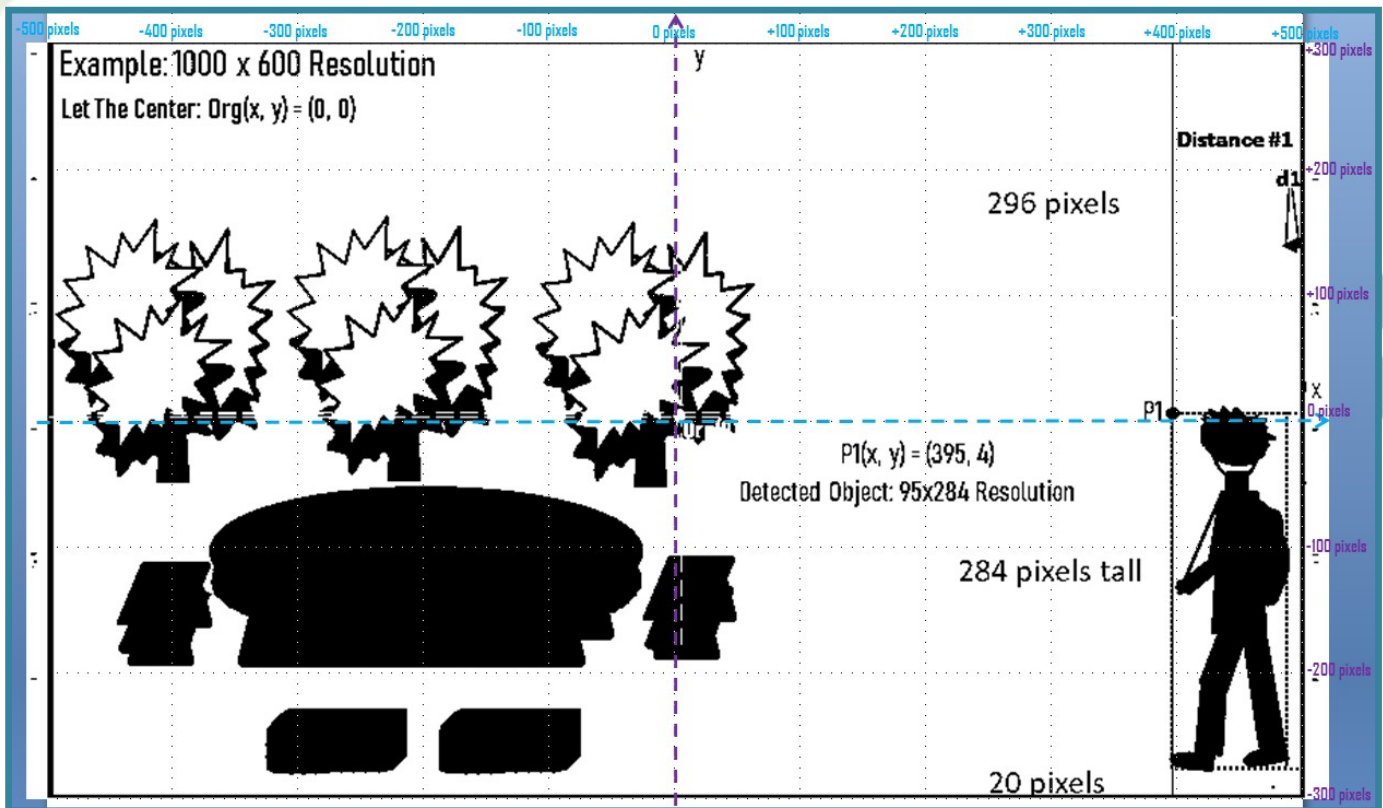 -500 pixels -400 pixels -300 pixels -200 pixels -100 pixels 0 pixels +100 pixels +200 pixels +300 pixels +400 pixels +500 pixels
+300 pixels
y
Example: 1000 x 600 Resolution
Let The Center: Org(x, y) = (0, 0)
Distance #1
+200 pixels
d1
296 pixels
+100 pixels
x
P1
0 pixels
P1(x, y) = (395, 4)
Detected Object: 95x284 Resolution
-100 pixels
284 pixels tall
-200 pixels
20 pixels
-300 pixels